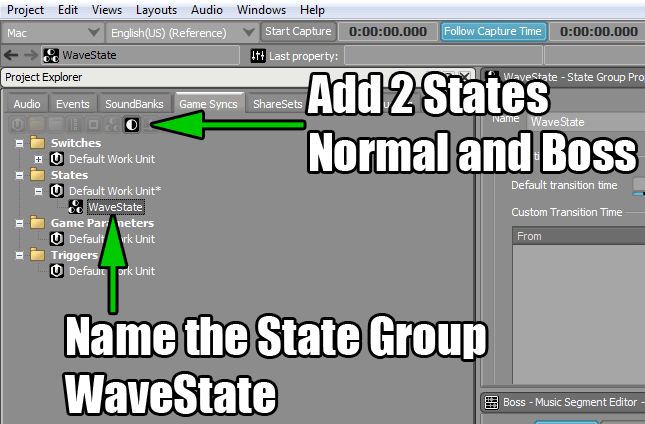 Project Edit Views Layouts Audio Windows Help
Mac English(US) (Reference) Start Capture 0:00:00.000 Follow Capture Time 0:00:00.000
WaveState Last property:
Project Explorer
WaveState - State Group Pro
Audio Events SoundBanks Game Syncs ShareSets
Add 2 States
Normal and Boss
Name WaveState
Switches
Default Work Unit
States
Default Work Unit*
WaveState
Game Parameters
Default Work Unit
Triggers
Default Work Unit
Default transition time
Custom Transition Time
From
Name the State Group
WaveState
Boss - Music Segment Editor -